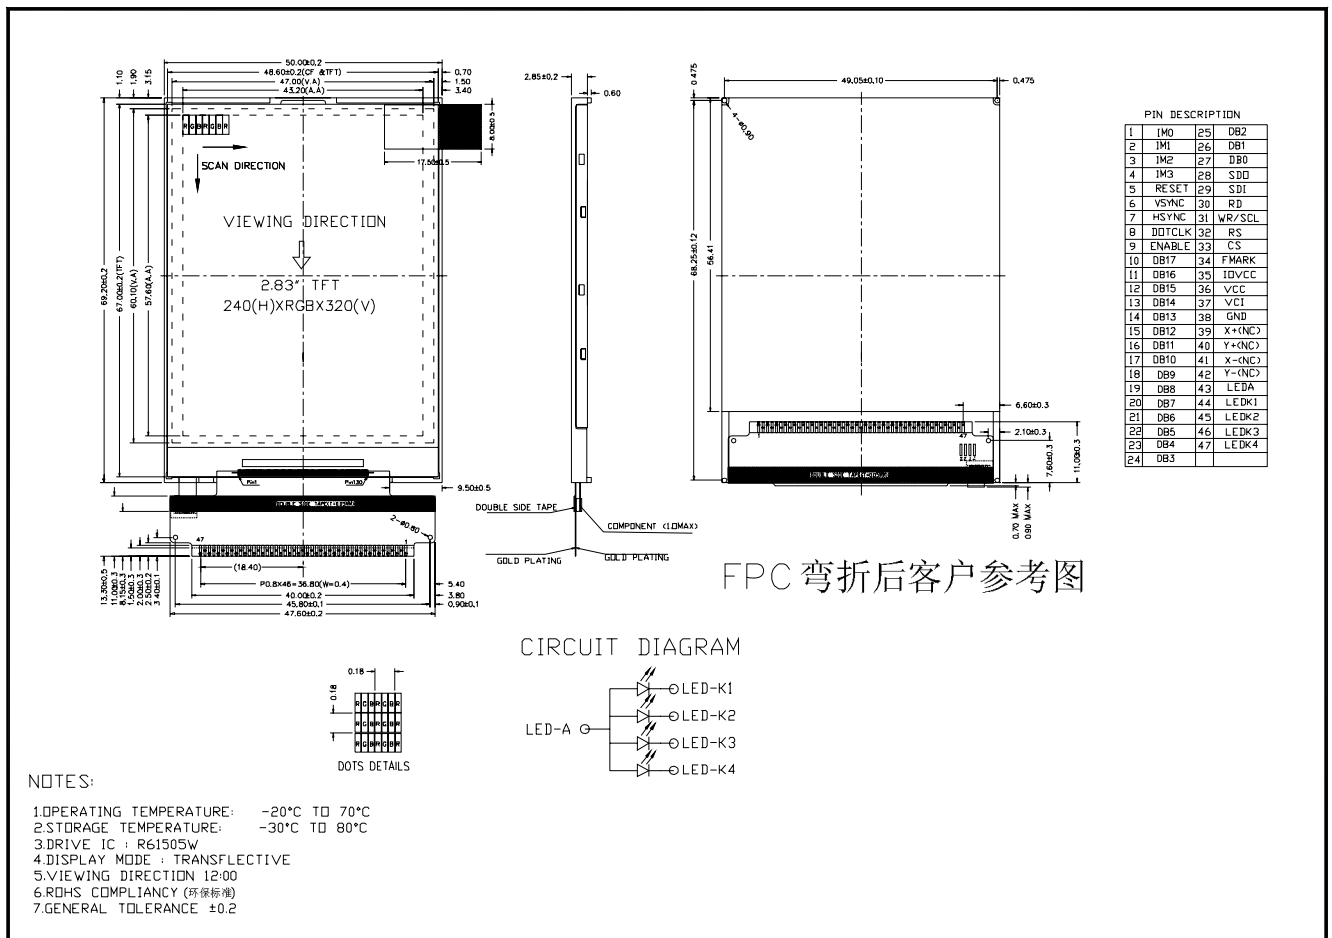 50.00±0.2
48.60±0.2(CF &TFT)
47.00(V.A)
43.20(A.A)
1.10
1.90
3.15
0.70
1.50
3.40
R G B R G B R
SCAN DIRECTION
8.00±0.5
17.50±0.5
VIEWING DIRECTION
2.83" TFT
240(H)XRGBX320(V)
69.20±0.2
67.00±0.2(TFT)
60.10(V.A)
57.60(A.A)
Pin1
Pin130
9.50±0.5
2-ø0.80
47
1
(18.40)
P0.8X46=36.80(W=0.4)
40.00±0.2
45.80±0.1
47.60±0.2
5.40
3.80
0.90±0.1
13.30±0.5
11.00±0.3
8.15±0.3
1.50±0.3
2.00±0.3
2.50±0.2
3.40±0.1
2.85±0.2
0.60
DOUBLE SIDE TAPE
COMPONENT (1.0MAX)
GOLD PLATING
GOLD PLATING
0.475
49.05±0.10
0.475
4-ø0.90
68.25±0.12
56.41
6.60±0.3
1
47
2.10±0.3
7.60±0.3
11.00±0.3
0.70 MAX
0.90 MAX
FPC 弯折后客户参考图
PIN DESCRIPTION
1 IM0 25 DB2
2 IM1 26 DB1
3 IM2 27 DB0
4 IM3 28 SDO
5 RESET 29 SDI
6 VSYNC 30 RD
7 HSYNC 31 WR/SCL
8 DOTCLK 32 RS
9 ENABLE 33 CS
10 DB17 34 FMARK
11 DB16 35 IOVCC
12 DB15 36 VCC
13 DB14 37 VCI
14 DB13 38 GND
15 DB12 39 X+(NC)
16 DB11 40 Y+(NC)
17 DB10 41 X-(NC)
18 DB9 42 Y-(NC)
19 DB8 43 LEDA
20 DB7 44 LEDK1
21 DB6 45 LEDK2
22 DB5 46 LEDK3
23 DB4 47 LEDK4
24 DB3
CIRCUIT DIAGRAM
LED-A
LED-K1
LED-K2
LED-K3
LED-K4
0.18
0.18
R G B R G B R
R G B R G B R
R G B R G B R
DOTS DETAILS
NOTES:
1.OPERATING TEMPERATURE: -20°C TO 70°C
2.STORAGE TEMPERATURE: -30°C TO 80°C
3.DRIVE IC : R61505W
4.DISPLAY MODE : TRANSFLECTIVE
5.VIEWING DIRECTION 12:00
6.ROHS COMPLIANCY (环保标准)
7.GENERAL TOLERANCE ±0.2